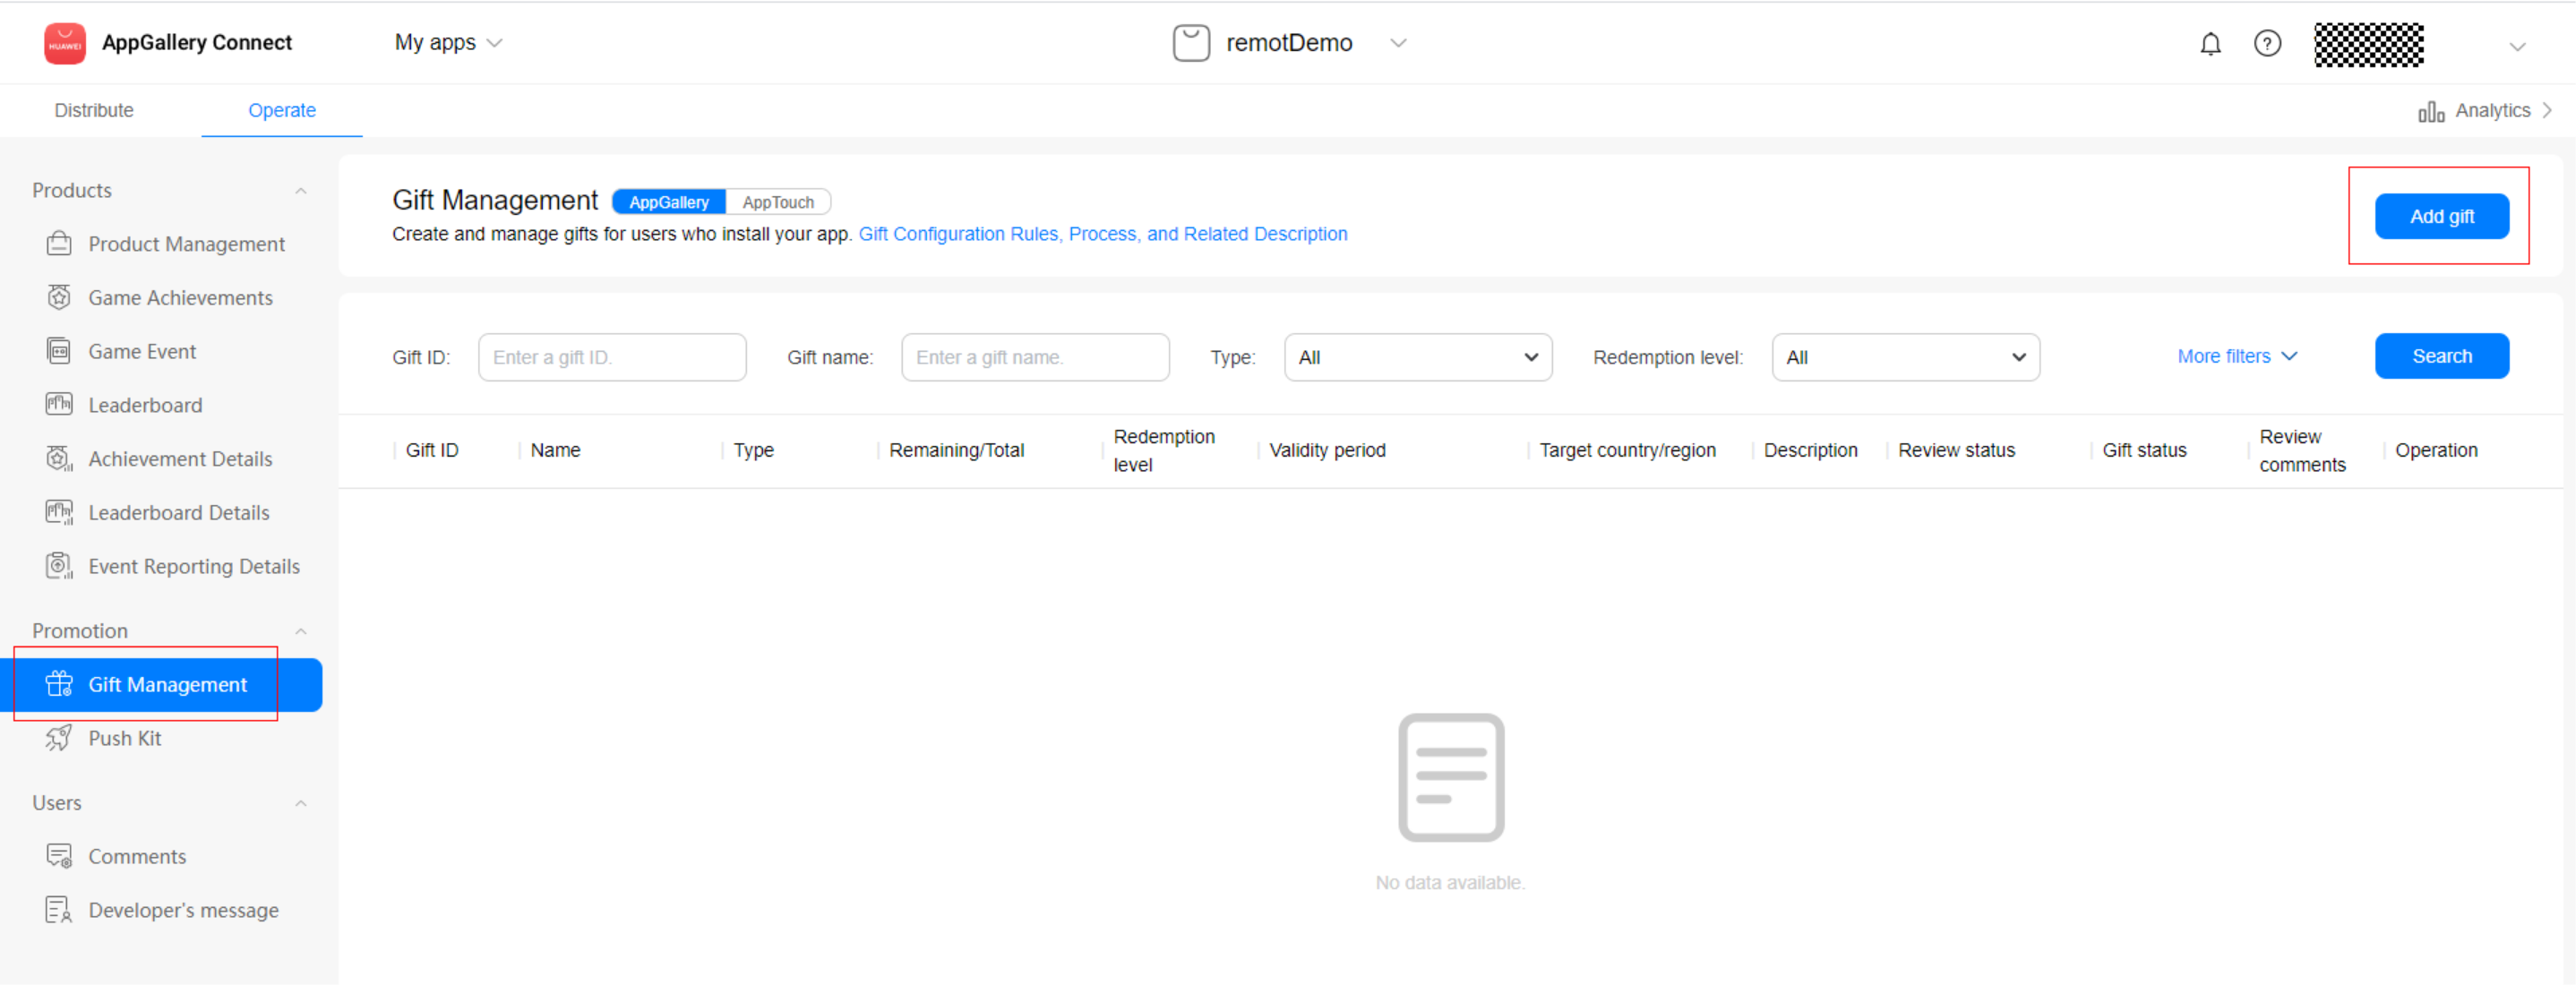 HUAWEI
AppGallery Connect
My apps
remotDemo
Distribute
Operate
Analytics
Products
Product Management
Game Achievements
Game Event
Leaderboard
Achievement Details
Leaderboard Details
Event Reporting Details
Promotion
Gift Management
Push Kit
Users
Comments
Developer's message
Gift Management
AppGallery
AppTouch
Create and manage gifts for users who install your app. Gift Configuration Rules, Process, and Related Description
Add gift
Gift ID: Enter a gift ID.
Gift name: Enter a gift name.
Type: All
Redemption level: All
More filters
Search
Gift ID
Name
Type
Remaining/Total
Redemption
level
Validity period
Target country/region
Description
Review status
Gift status
Review
comments
Operation
No data available.